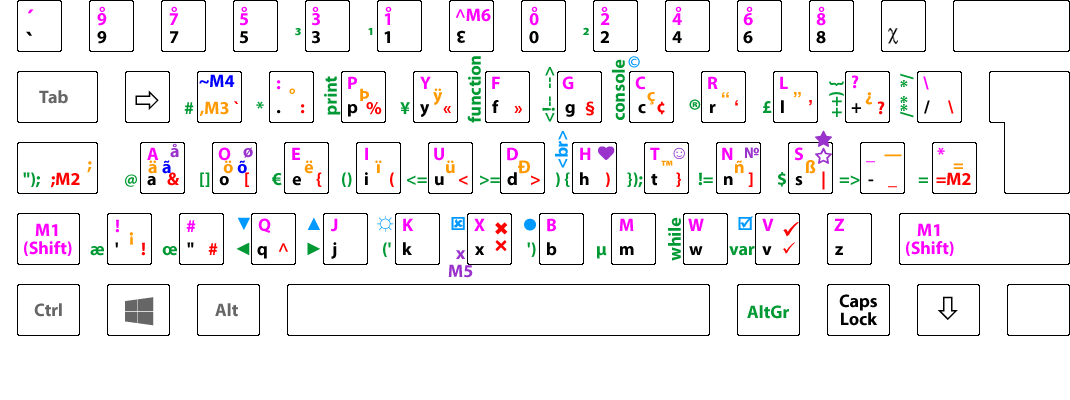 ´ 9° 7° 5° 3° 1° ^M6 0° 2° 4° 6° 8°
` 9 7 5 ³ 3 ¹ 1 ε 0 ² 2 4 6 8 χ
Tab ⇨ ~M4 : P Y F G C © R L ? \
# ,M3 ` * ° . : print Þ p % ¥ ÿ y « function f » <!-- --> g § console ç c ¢ ® “ r ‘ £ ” l ’ ++) { ¿ + ? /** */ / \
; A å O ø E I U D <br> H ♥ T ☺ N № S ★ ☆ _ — *
"); ;M2 @ ä ã a & [] ö õ o [ € ë e { () ï i ( <= ü u < >= Ð d > ) { h ) }); ™ t } != ñ n ] $ ß s | => - _ = = =M2
M1 ! # ▼ Q ▲ J ☼ K ☒ X ✖ ● B M while W ☑ V ✓ Z M1
(Shift) æ ¡ ' ! œ " # ◀ q ^ ▶ j (' k x x ✖ ') b µ m w var v ✓ z (Shift)
M5
Ctrl Alt AltGr Caps Lock ⇩